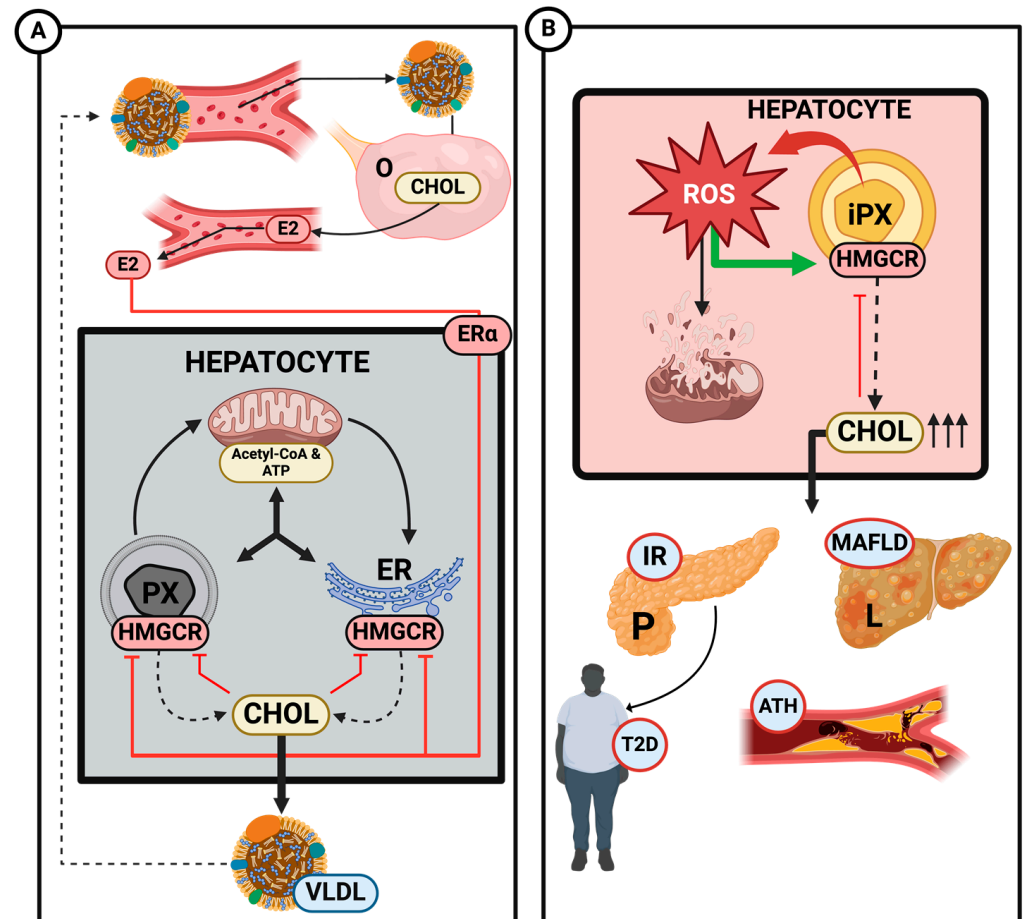 A
O
CHOL
E2
E2
ERα
HEPATOCYTE
Acetyl-CoA &
ATP
PX
HMGCR
ER
HMGCR
CHOL
VLDL
B
HEPATOCYTE
ROS
iPX
HMGCR
CHOL
IR
P
MAFLD
L
T2D
ATH